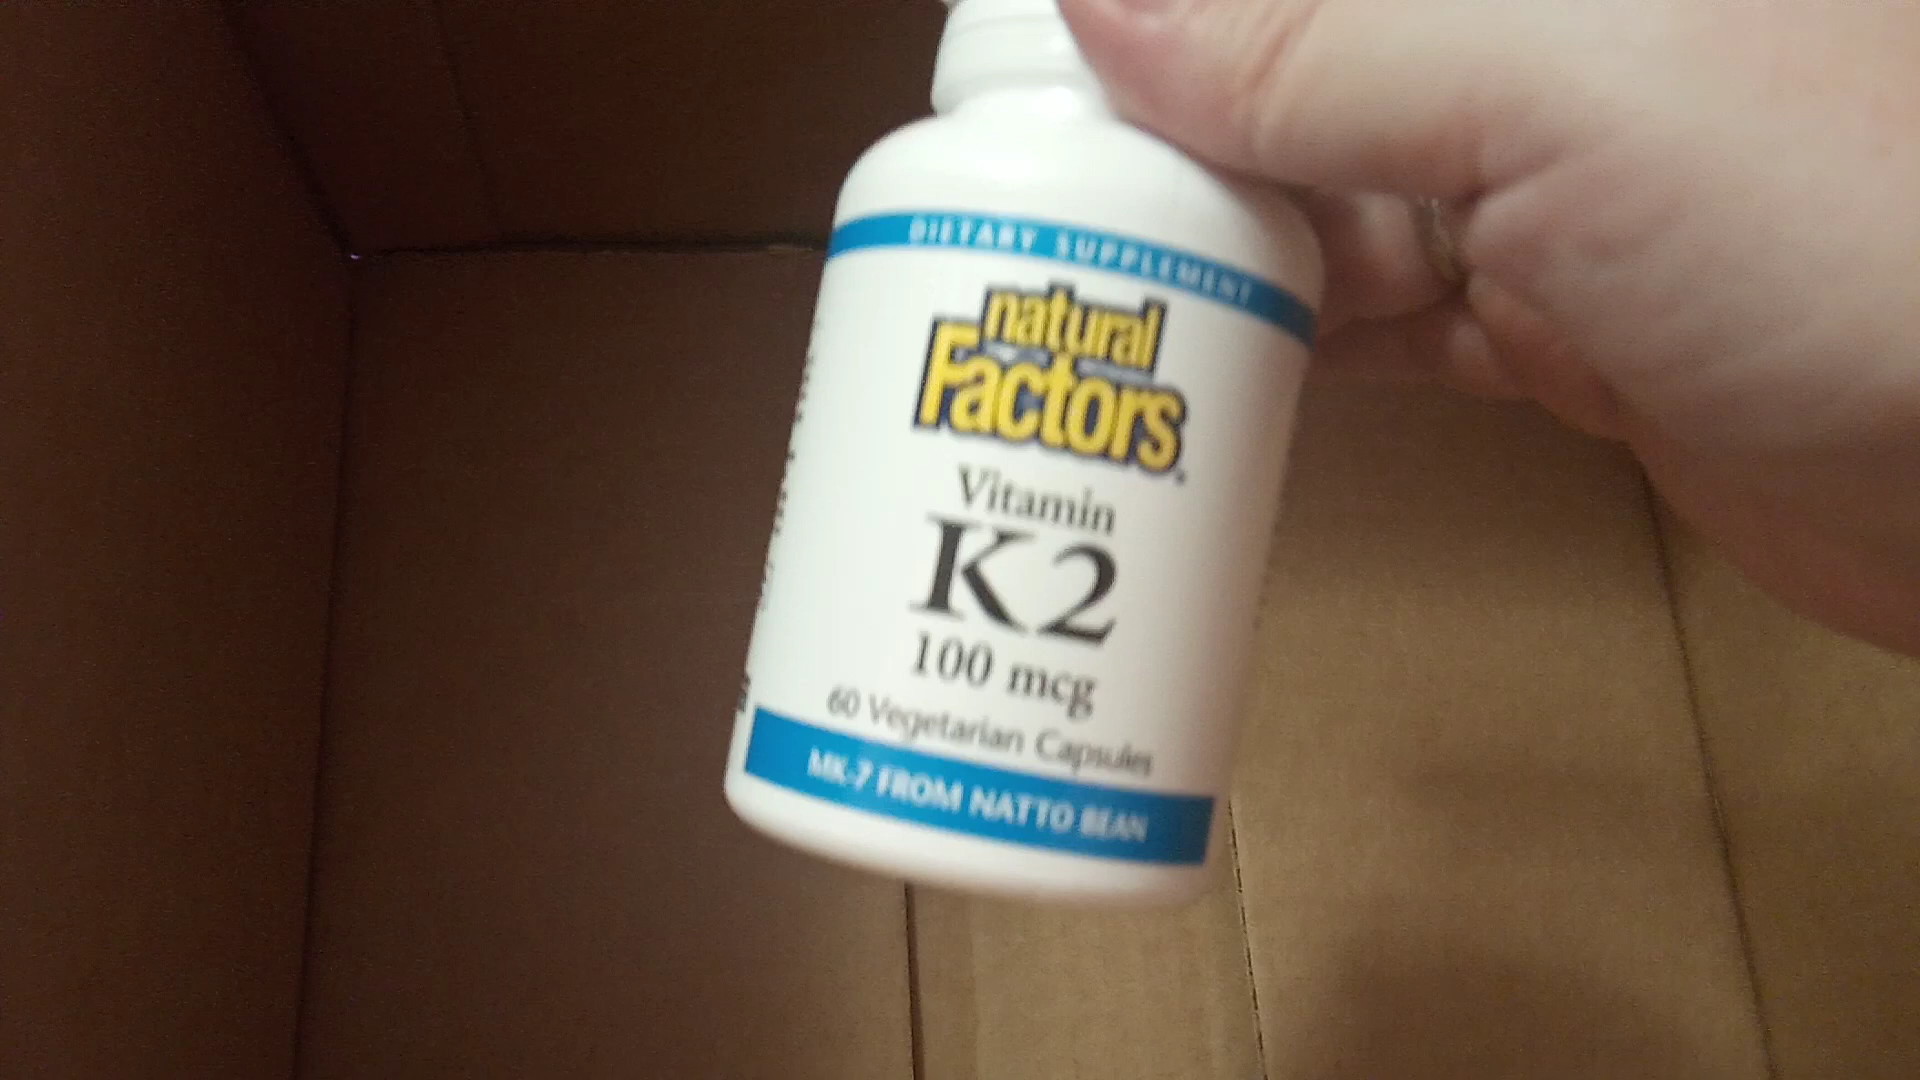 DIETARY SUPPLEMENT
natural
Factors
Vitamin
K2
100 mcg
60 Vegetarian Capsules
MK-7 FROM NATTO BEAN